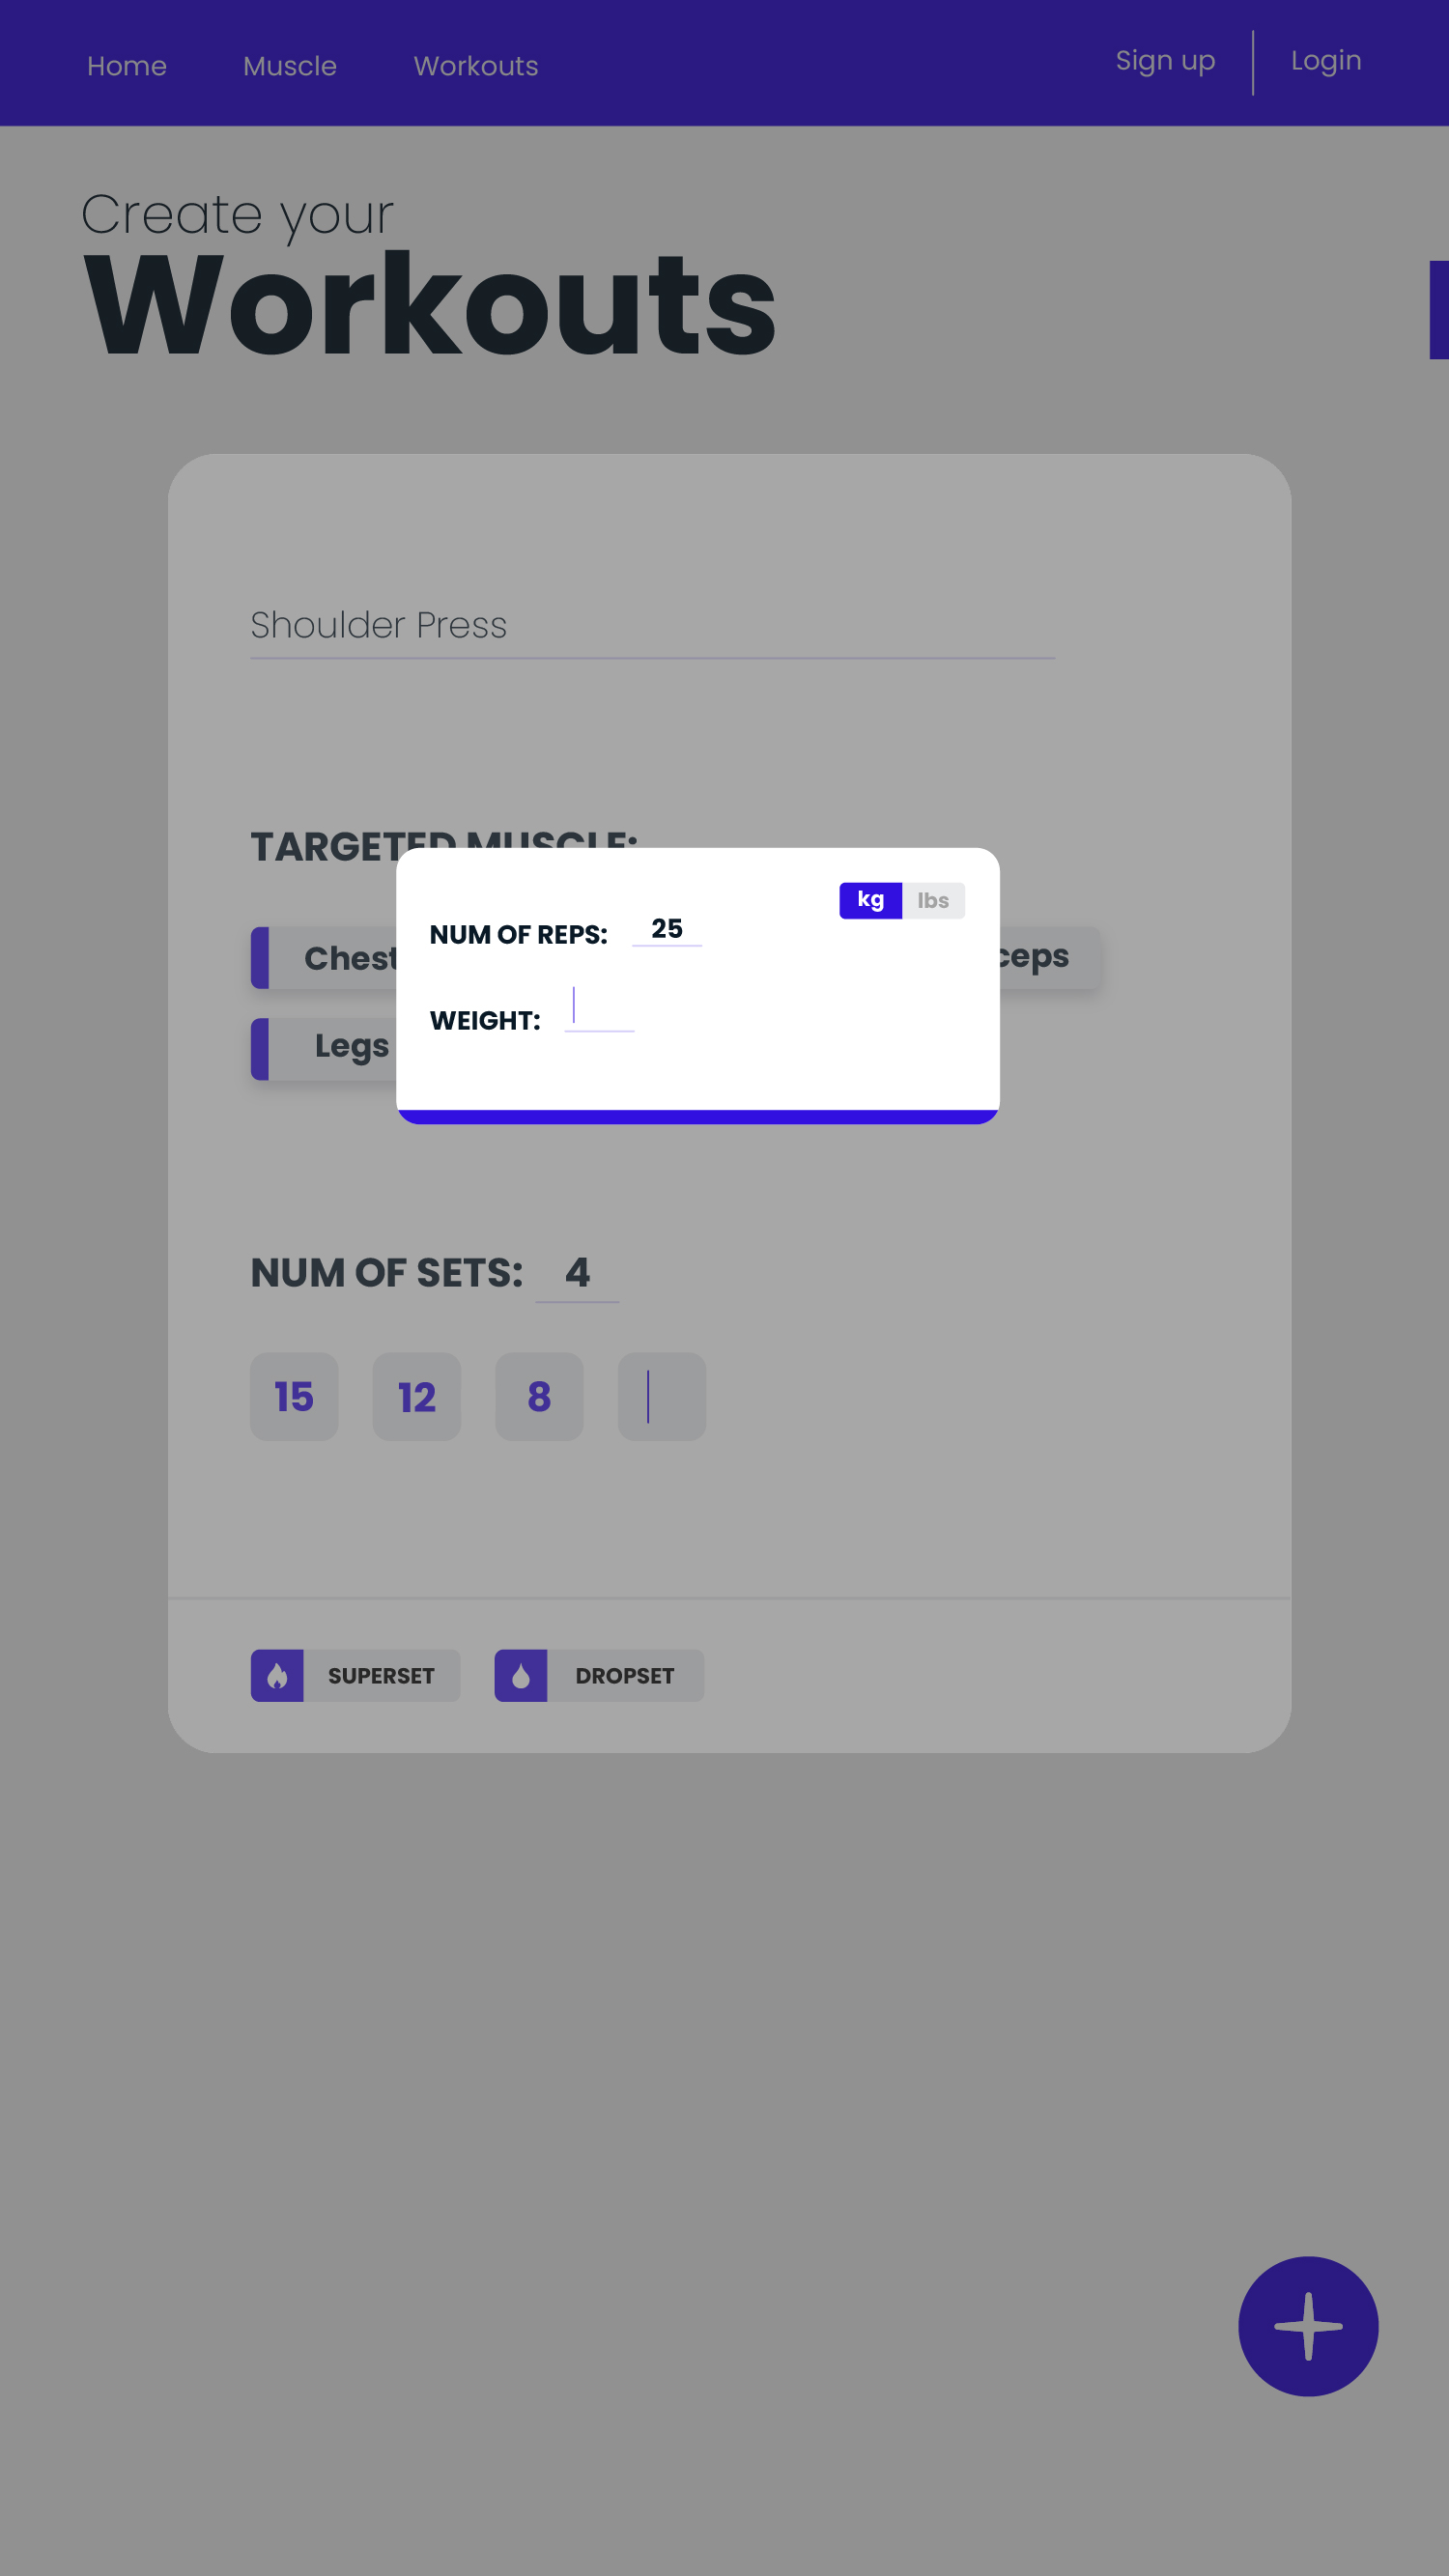 Home Muscle Workouts Sign up Login
Create your
Workouts
Shoulder Press
TARGETED MUSCLE:
kg lbs
NUM OF REPS: 25
Chest
WEIGHT:
Legs
NUM OF SETS: 4
15 12 8
SUPERSET DROPSET